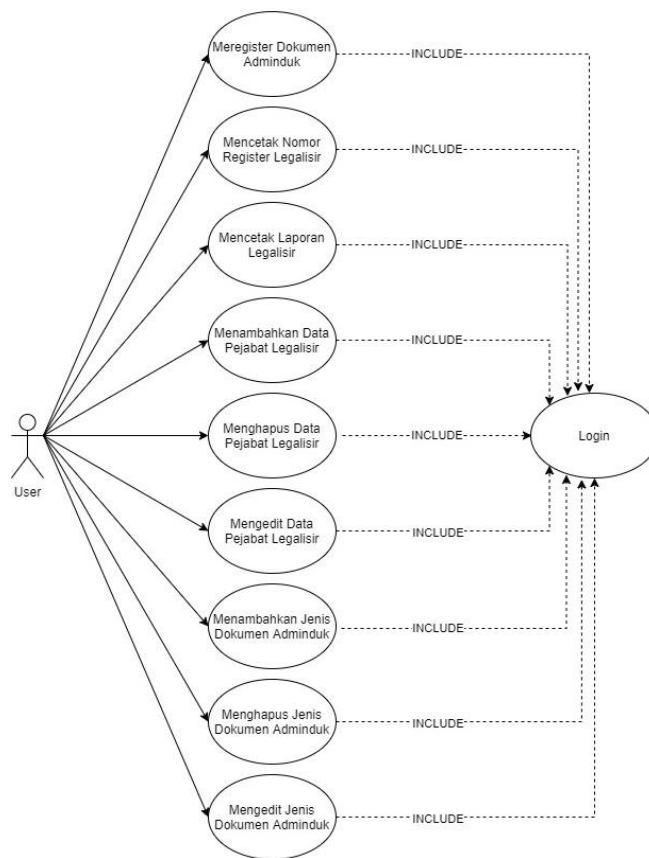 Meregister Dokumen
Adminduk
INCLUDE
Mencetak Nomor
Register Legalisir
INCLUDE
Mencetak Laporan
Legalisir
INCLUDE
Menambahkan Data
Pejabat Legalisir
INCLUDE
Menghapus Data
Pejabat Legalisir
INCLUDE
Login
User
Mengedit Data
Pejabat Legalisir
INCLUDE
Menambahkan Jenis
Dokumen Adminduk
INCLUDE
Menghapus Jenis
Dokumen Adminduk
INCLUDE
Mengedit Jenis
Dokumen Adminduk
INCLUDE